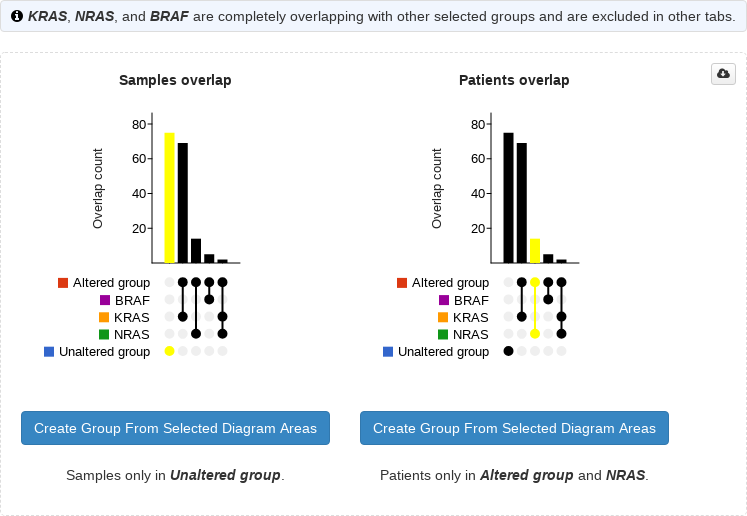 KRAS, NRAS, and BRAF are completely overlapping with other selected groups and are excluded in other tabs.
Samples overlap
80
60
40
20
Overlap count
Altered group
BRAF
KRAS
NRAS
Unaltered group
Create Group From Selected Diagram Areas
Samples only in Unaltered group.
Patients overlap
80
60
40
20
Overlap count
Altered group
BRAF
KRAS
NRAS
Unaltered group
Create Group From Selected Diagram Areas
Patients only in Altered group and NRAS.